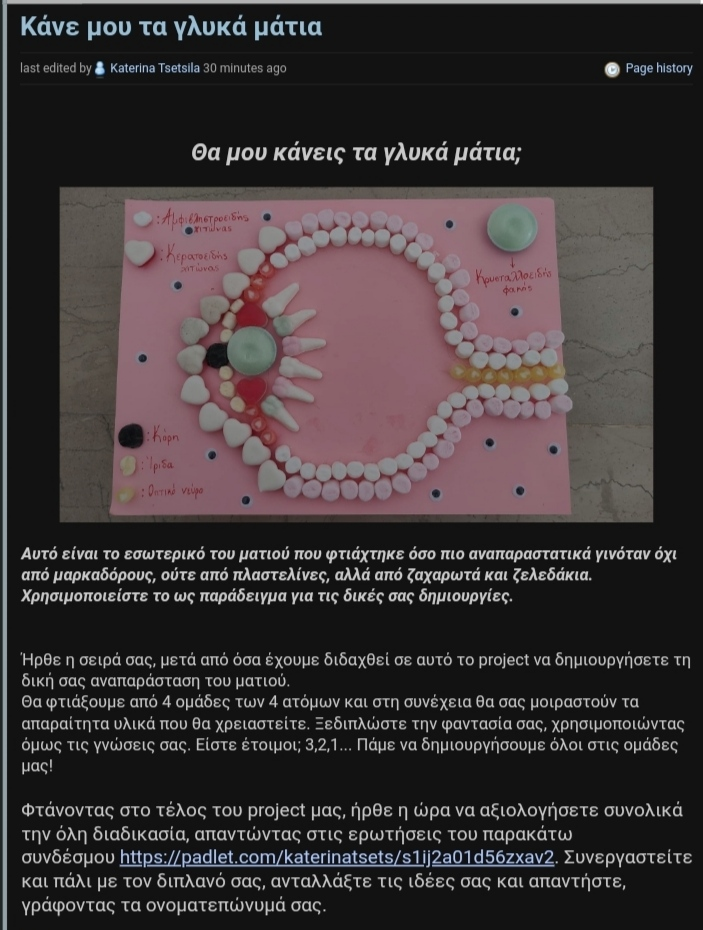 Κάνε μου τα γλυκά μάτια
last edited by Katerina Tsetsila 30 minutes ago
Page history
Θα μου κάνεις τα γλυκά μάτια;
: Αμφιβληστροειδής
χιτώνας
: Κερατοειδής
χιτώνας
Κρυσταλλοειδής
φακός
: Κόρη
: Ίριδα
: Οπτικό νεύρο
Αυτό είναι το εσωτερικό του ματιού που φτιάχτηκε όσο πιο αναπαραστατικά γινόταν όχι
από μαρκαδόρους, ούτε από πλαστελίνες, αλλά από ζαχαρωτά και ζελεδάκια.
Χρησιμοποιείστε το ως παράδειγμα για τις δικές σας δημιουργίες.
Ήρθε η σειρά σας, μετά από όσα έχουμε διδαχθεί σε αυτό το project να δημιουργήσετε τη
δική σας αναπαράσταση του ματιού.
Θα φτιάξουμε από 4 ομάδες των 4 ατόμων και στη συνέχεια θα σας μοιραστούν τα
απαραίτητα υλικά που θα χρειαστείτε. Ξεδιπλώστε την φαντασία σας, χρησιμοποιώντας
όμως τις γνώσεις σας. Είστε έτοιμοι; 3,2,1... Πάμε να δημιουργήσουμε όλοι στις ομάδες
μας!
Φτάνοντας στο τέλος του project μας, ήρθε η ώρα να αξιολογήσετε συνολικά
την όλη διαδικασία, απαντώντας στις ερωτήσεις του παρακάτω
συνδέσμου https://padlet.com/katerinatsets/s1ij2a01d56zxav2. Συνεργαστείτε
και πάλι με τον διπλανό σας, ανταλλάξτε τις ιδέες σας και απαντήστε,
γράφοντας τα ονοματεπώνυμά σας.